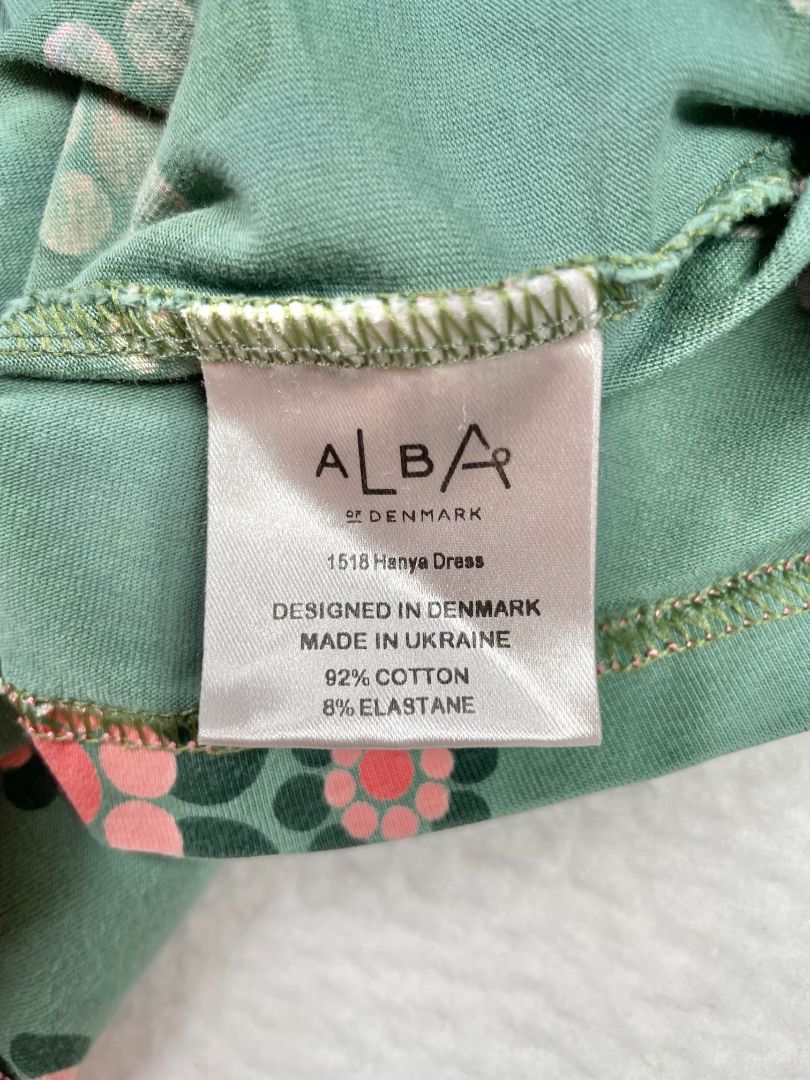 ALBA
OF DENMARK
1518 Hanya Dress
DESIGNED IN DENMARK
MADE IN UKRAINE
92% COTTON
8% ELASTANE